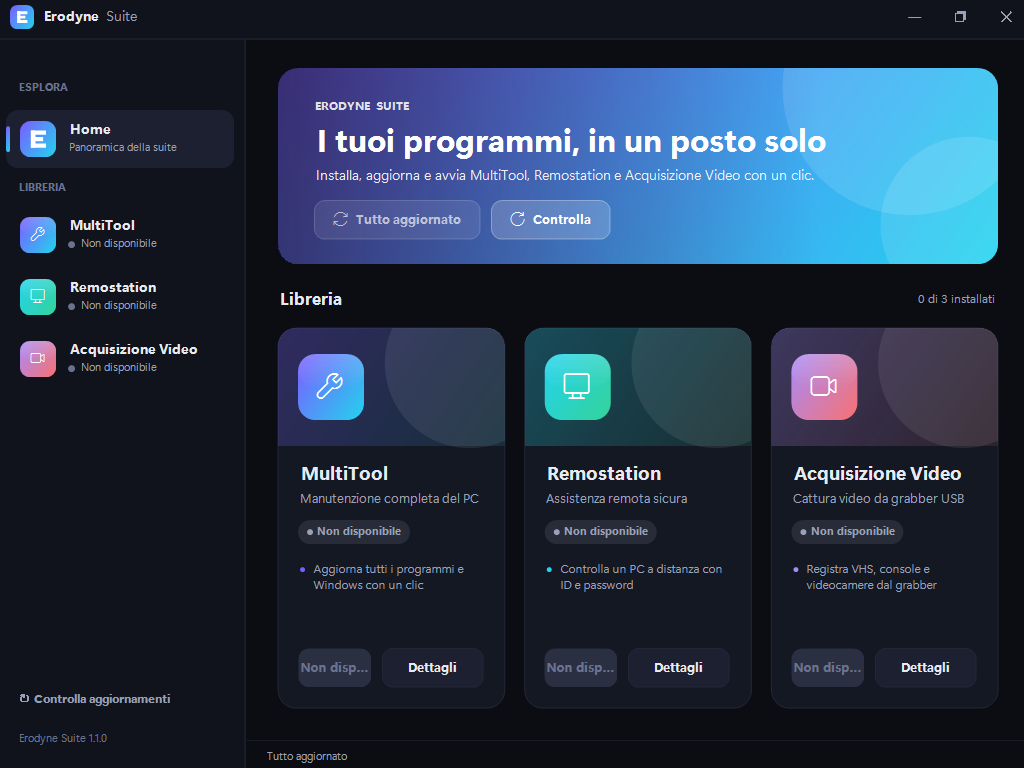 Erodyne Suite
ESPLORA
Home
Panoramica della suite
LIBRERIA
MultiTool
Non disponibile
Remostation
Non disponibile
Acquisizione Video
Non disponibile
Controlla aggiornamenti
Erodyne Suite 1.1.0
ERODYNE SUITE
I tuoi programmi, in un posto solo
Installa, aggiorna e avvia MultiTool, Remostation e Acquisizione Video con un clic.
Tutto aggiornato
Controlla
Libreria
0 di 3 installati
MultiTool
Manutenzione completa del PC
Non disponibile
Aggiorna tutti i programmi e
Windows con un clic
Non disp...
Dettagli
Remostation
Assistenza remota sicura
Non disponibile
Controlla un PC a distanza con
ID e password
Non disp...
Dettagli
Acquisizione Video
Cattura video da grabber USB
Non disponibile
Registra VHS, console e
videocamere dal grabber
Non disp...
Dettagli
Tutto aggiornato